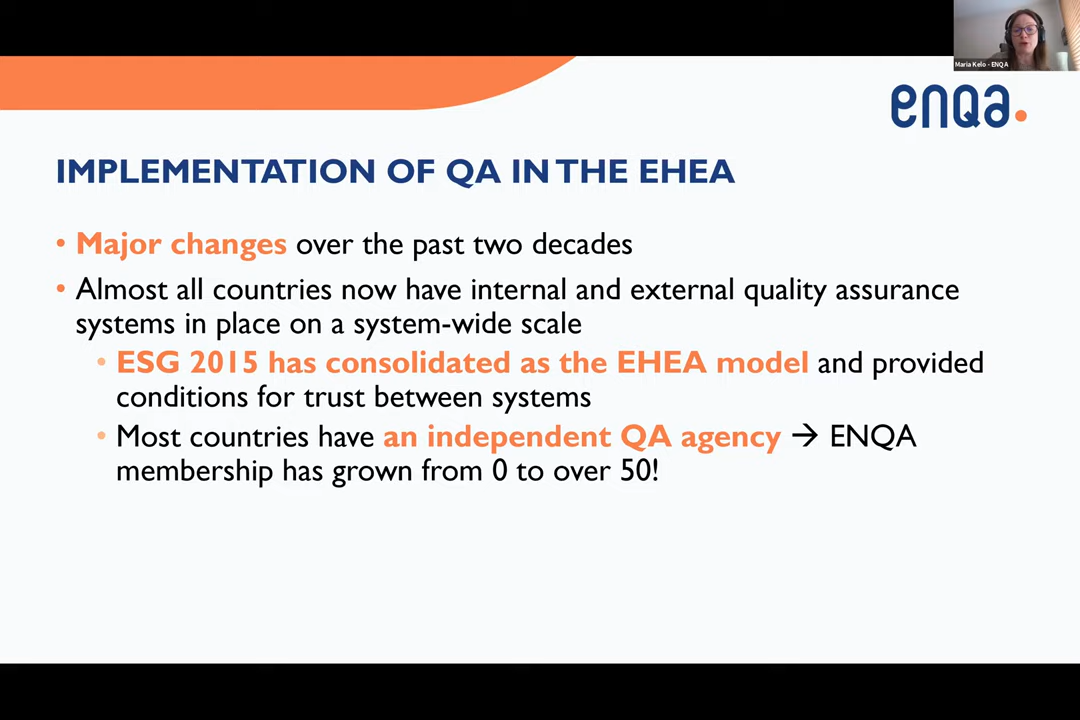 Maria Kelo - ENQA
enqa.
IMPLEMENTATION OF QA IN THE EHEA
• Major changes over the past two decades
• Almost all countries now have internal and external quality assurance
systems in place on a system-wide scale
• ESG 2015 has consolidated as the EHEA model and provided
conditions for trust between systems
• Most countries have an independent QA agency → ENQA
membership has grown from 0 to over 50!